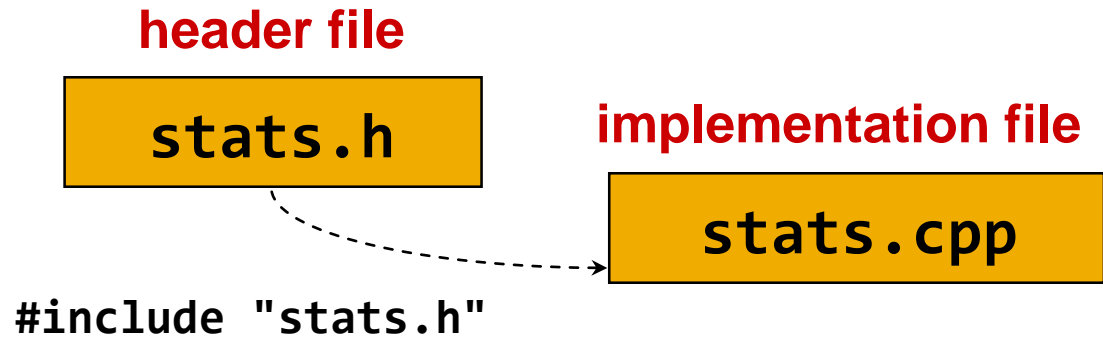 header file
stats.h
implementation file
stats.cpp
#include "stats.h"